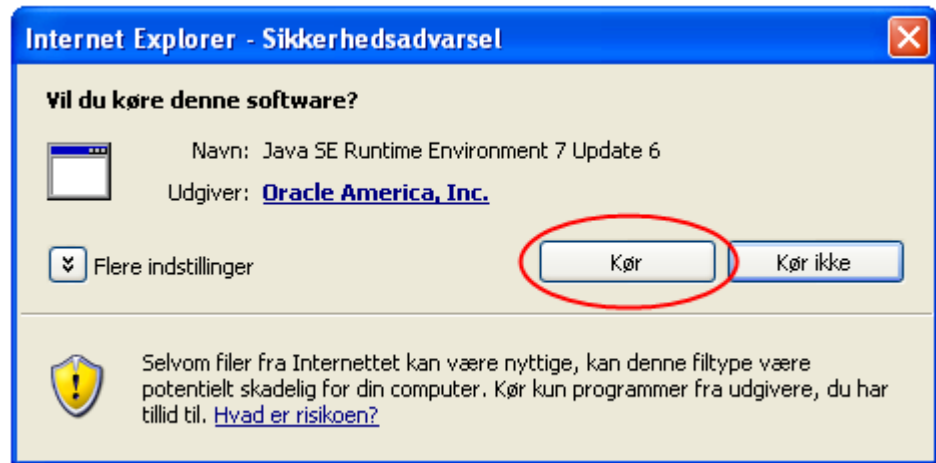 Internet Explorer - Sikkerhedsadvarsel
Vil du køre denne software?
Navn: Java SE Runtime Environment 7 Update 6
Udgiver: Oracle America, Inc.
Flere indstillinger
Kør
Kør ikke
Selvom filer fra Internettet kan være nyttige, kan denne filtype være
potentielt skadelig for din computer. Kør kun programmer fra udgivere, du har
tillid til. Hvad er risikoen?